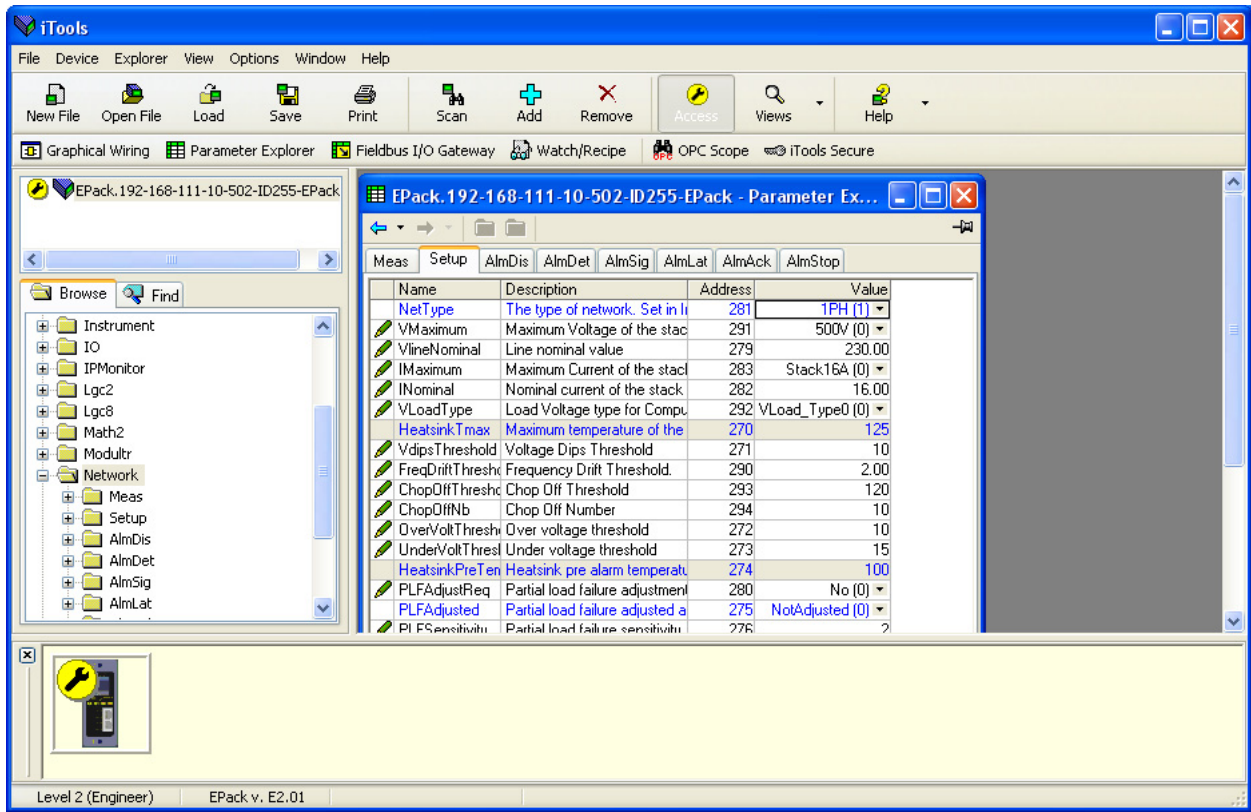 iTools
File Device Explorer View Options Window Help
New File Open File Load Save Print Scan Add Remove Access Views Help
Graphical Wiring Parameter Explorer Fieldbus I/O Gateway Watch/Recipe OPC Scope iTools Secure
EPack.192-168-111-10-502-ID255-EPack
Browse Find
Instrument
IO
IPMonitor
Lgc2
Lgc8
Math2
Modultr
Network
Meas
Setup
AlmDis
AlmDet
AlmSig
AlmLat
EPack.192-168-111-10-502-ID255-EPack - Parameter Ex...
Meas Setup AlmDis AlmDet AlmSig AlmLat AlmAck AlmStop
Name Description Address Value
NetType The type of network. Set in 281 1PH (1)
VMaximum Maximum Voltage of the stac 291 500V (0)
VlineNominal Line nominal value 279 230.00
IMaximum Maximum Current of the stac 283 Stack16A (0)
INominal Nominal current of the stack 282 16.00
VLoadType Load Voltage type for Compu 292 VLoad_Type0 (0)
HeatsinkTmax Maximum temperature of the 270 125
VdipsThreshold Voltage Dips Threshold 271 10
FreqDriftThresh Frequency Drift Threshold. 290 2.00
ChopOffThresh Chop Off Threshold 293 120
ChopOffNb Chop Off Number 294 10
OverVoltThresh Over voltage threshold 272 10
UnderVoltThres Under voltage threshold 273 15
HeatsinkPreTen Heatsink pre alarm temperatu 274 100
PLFAdjustReq Partial load failure adjustment 280 No (0)
PLFAdjusted Partial load failure adjusted a 275 NotAdjusted (0)
PLFSensitivity Partial load failure sensitivity 276 2
Level 2 (Engineer) EPack v. E2.01